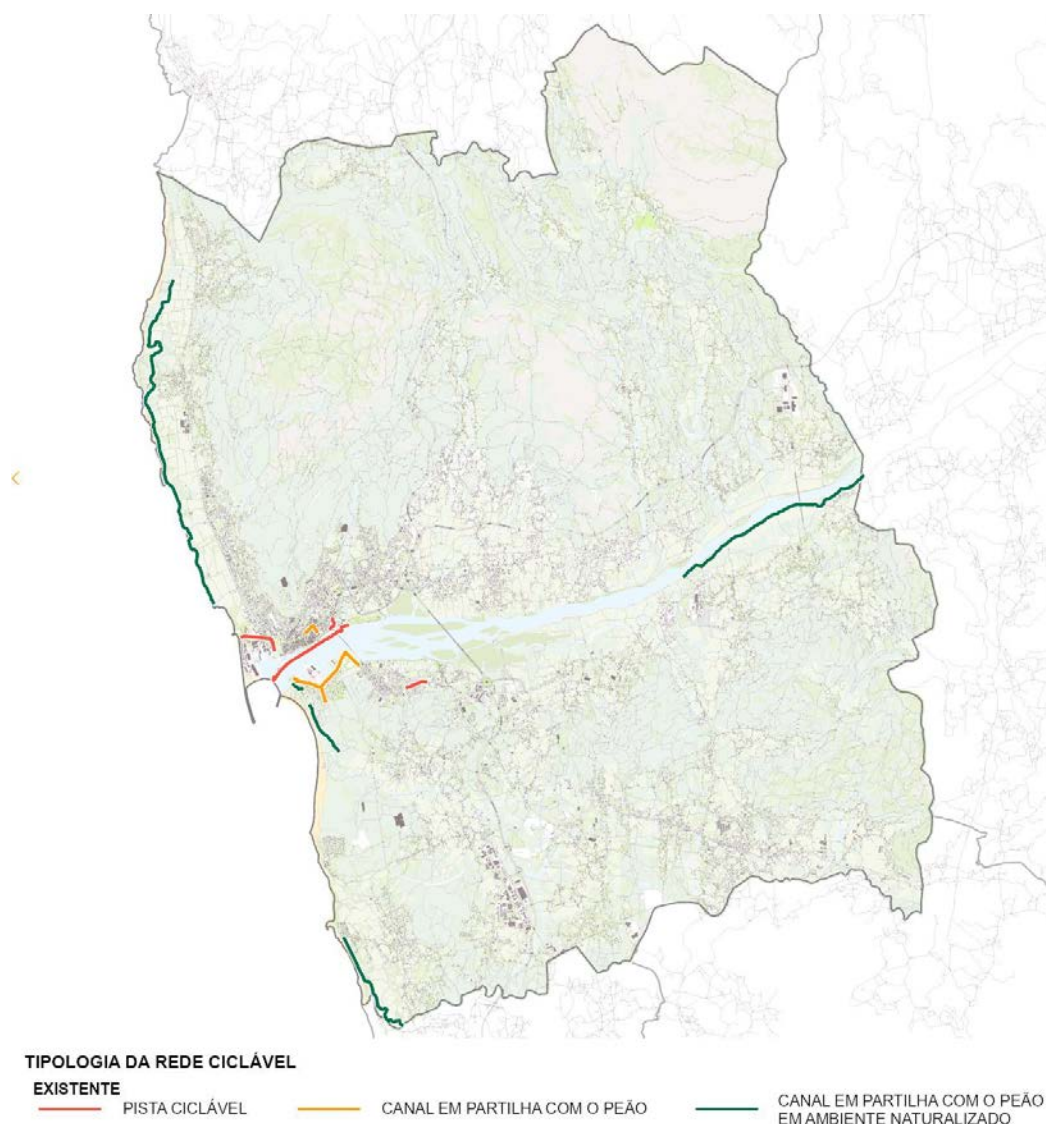 TIPOLOGIA DA REDE CICLÁVEL
EXISTENTE
PISTA CICLÁVEL
CANAL EM PARTILHA COM O PEÃO
CANAL EM PARTILHA COM O PEÃO
EM AMBIENTE NATURALIZADO